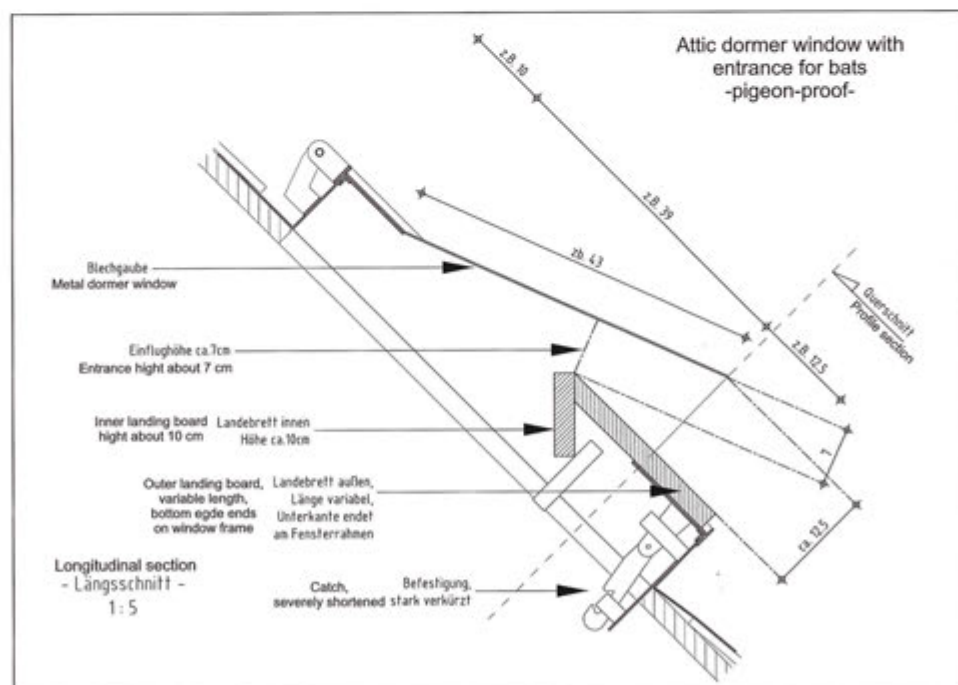 Attic dormer window with
entrance for bats
-pigeon-proof-
z.B. 10
z.B. 39
zb. 43
Querschnitt
Profile section
z.B. 12.5
7
ca. 12.5
Blechgaube
Metal dormer window
Einflughöhe ca.7cm
Entrance hight about 7 cm
Inner landing board
hight about 10 cm
Landebrett innen
Höhe ca.10cm
Outer landing board,
variable length,
bottom egde ends
on window frame
Landebrett außen,
Länge variabel,
Unterkante endet
am Fensterrahmen
Longitudinal section
- Längsschnitt -
1 : 5
Catch,
severely shortened
Befestigung,
stark verkürzt